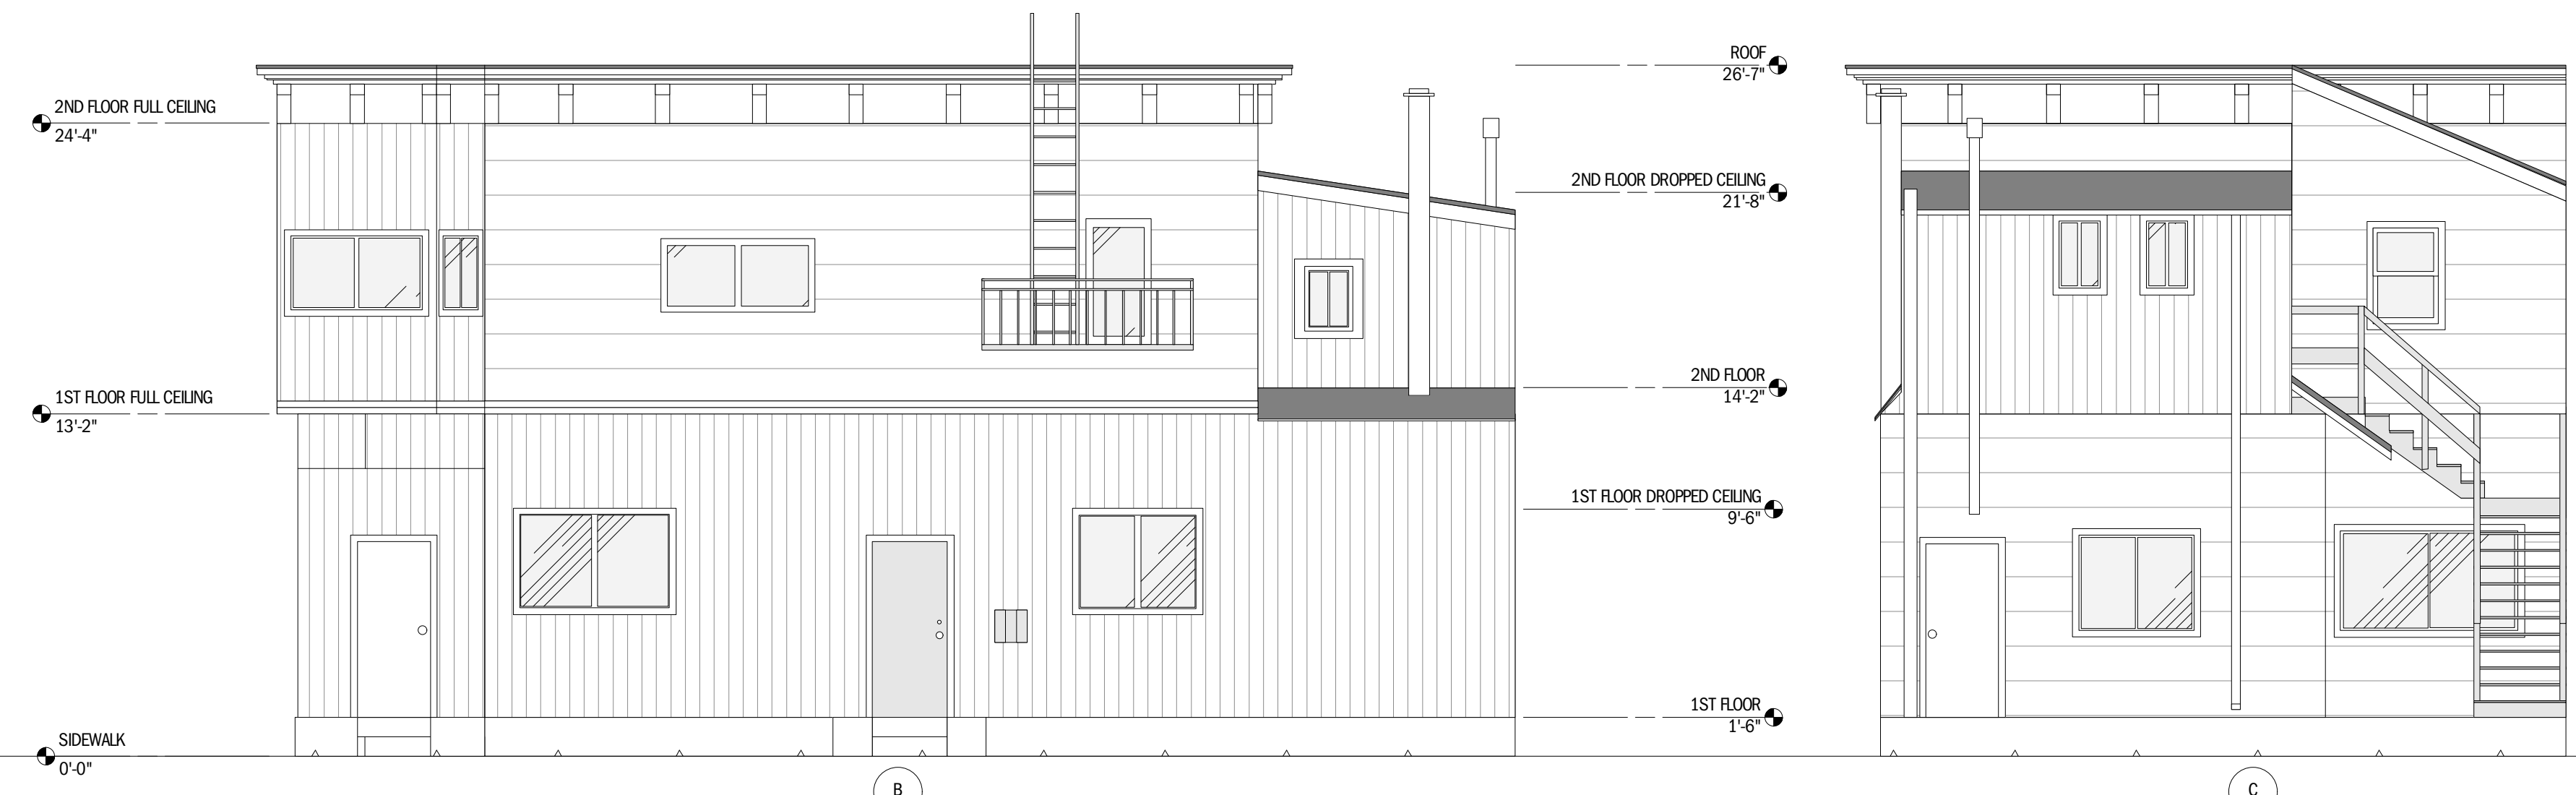 2ND FLOOR FULL CEILING
24'-4"
1ST FLOOR FULL CEILING
13'-2"
SIDEWALK
0'-0"
ROOF
26'-7"
2ND FLOOR DROPPED CEILING
21'-8"
2ND FLOOR
14'-2"
1ST FLOOR DROPPED CEILING
9'-6"
1ST FLOOR
1'-6"
B
C